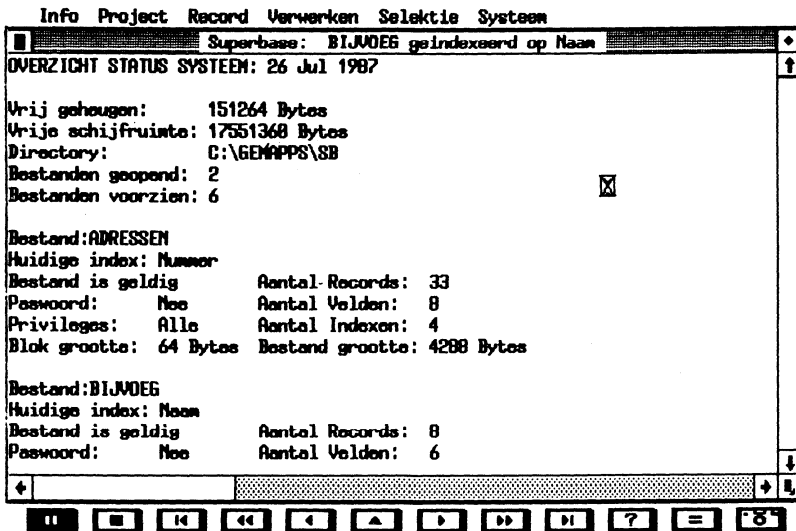 Info Project Record Verwerken Selektie Systeem
Superbase: BIJVOEG geindexeerd op Naam
OVERZICHT STATUS SYSTEEM: 26 Jul 1987
Vrij geheugen: 151264 Bytes
Vrije schijfruimte: 17551360 Bytes
Directory: C:\GEMAPPS\SB
Bestanden geopend: 2
Bestanden voorzien: 6
Bestand:ADRESSEN
Huidige index: Nummer
Bestand is geldig Aantal Records: 33
Paswoord: Nee Aantal Velden: 8
Privileges: Alle Aantal Indexen: 4
Blok grootte: 64 Bytes Bestand grootte: 4288 Bytes
Bestand:BIJVOEG
Huidige index: Naam
Bestand is geldig Aantal Records: 8
Paswoord: Nee Aantal Velden: 6
? =